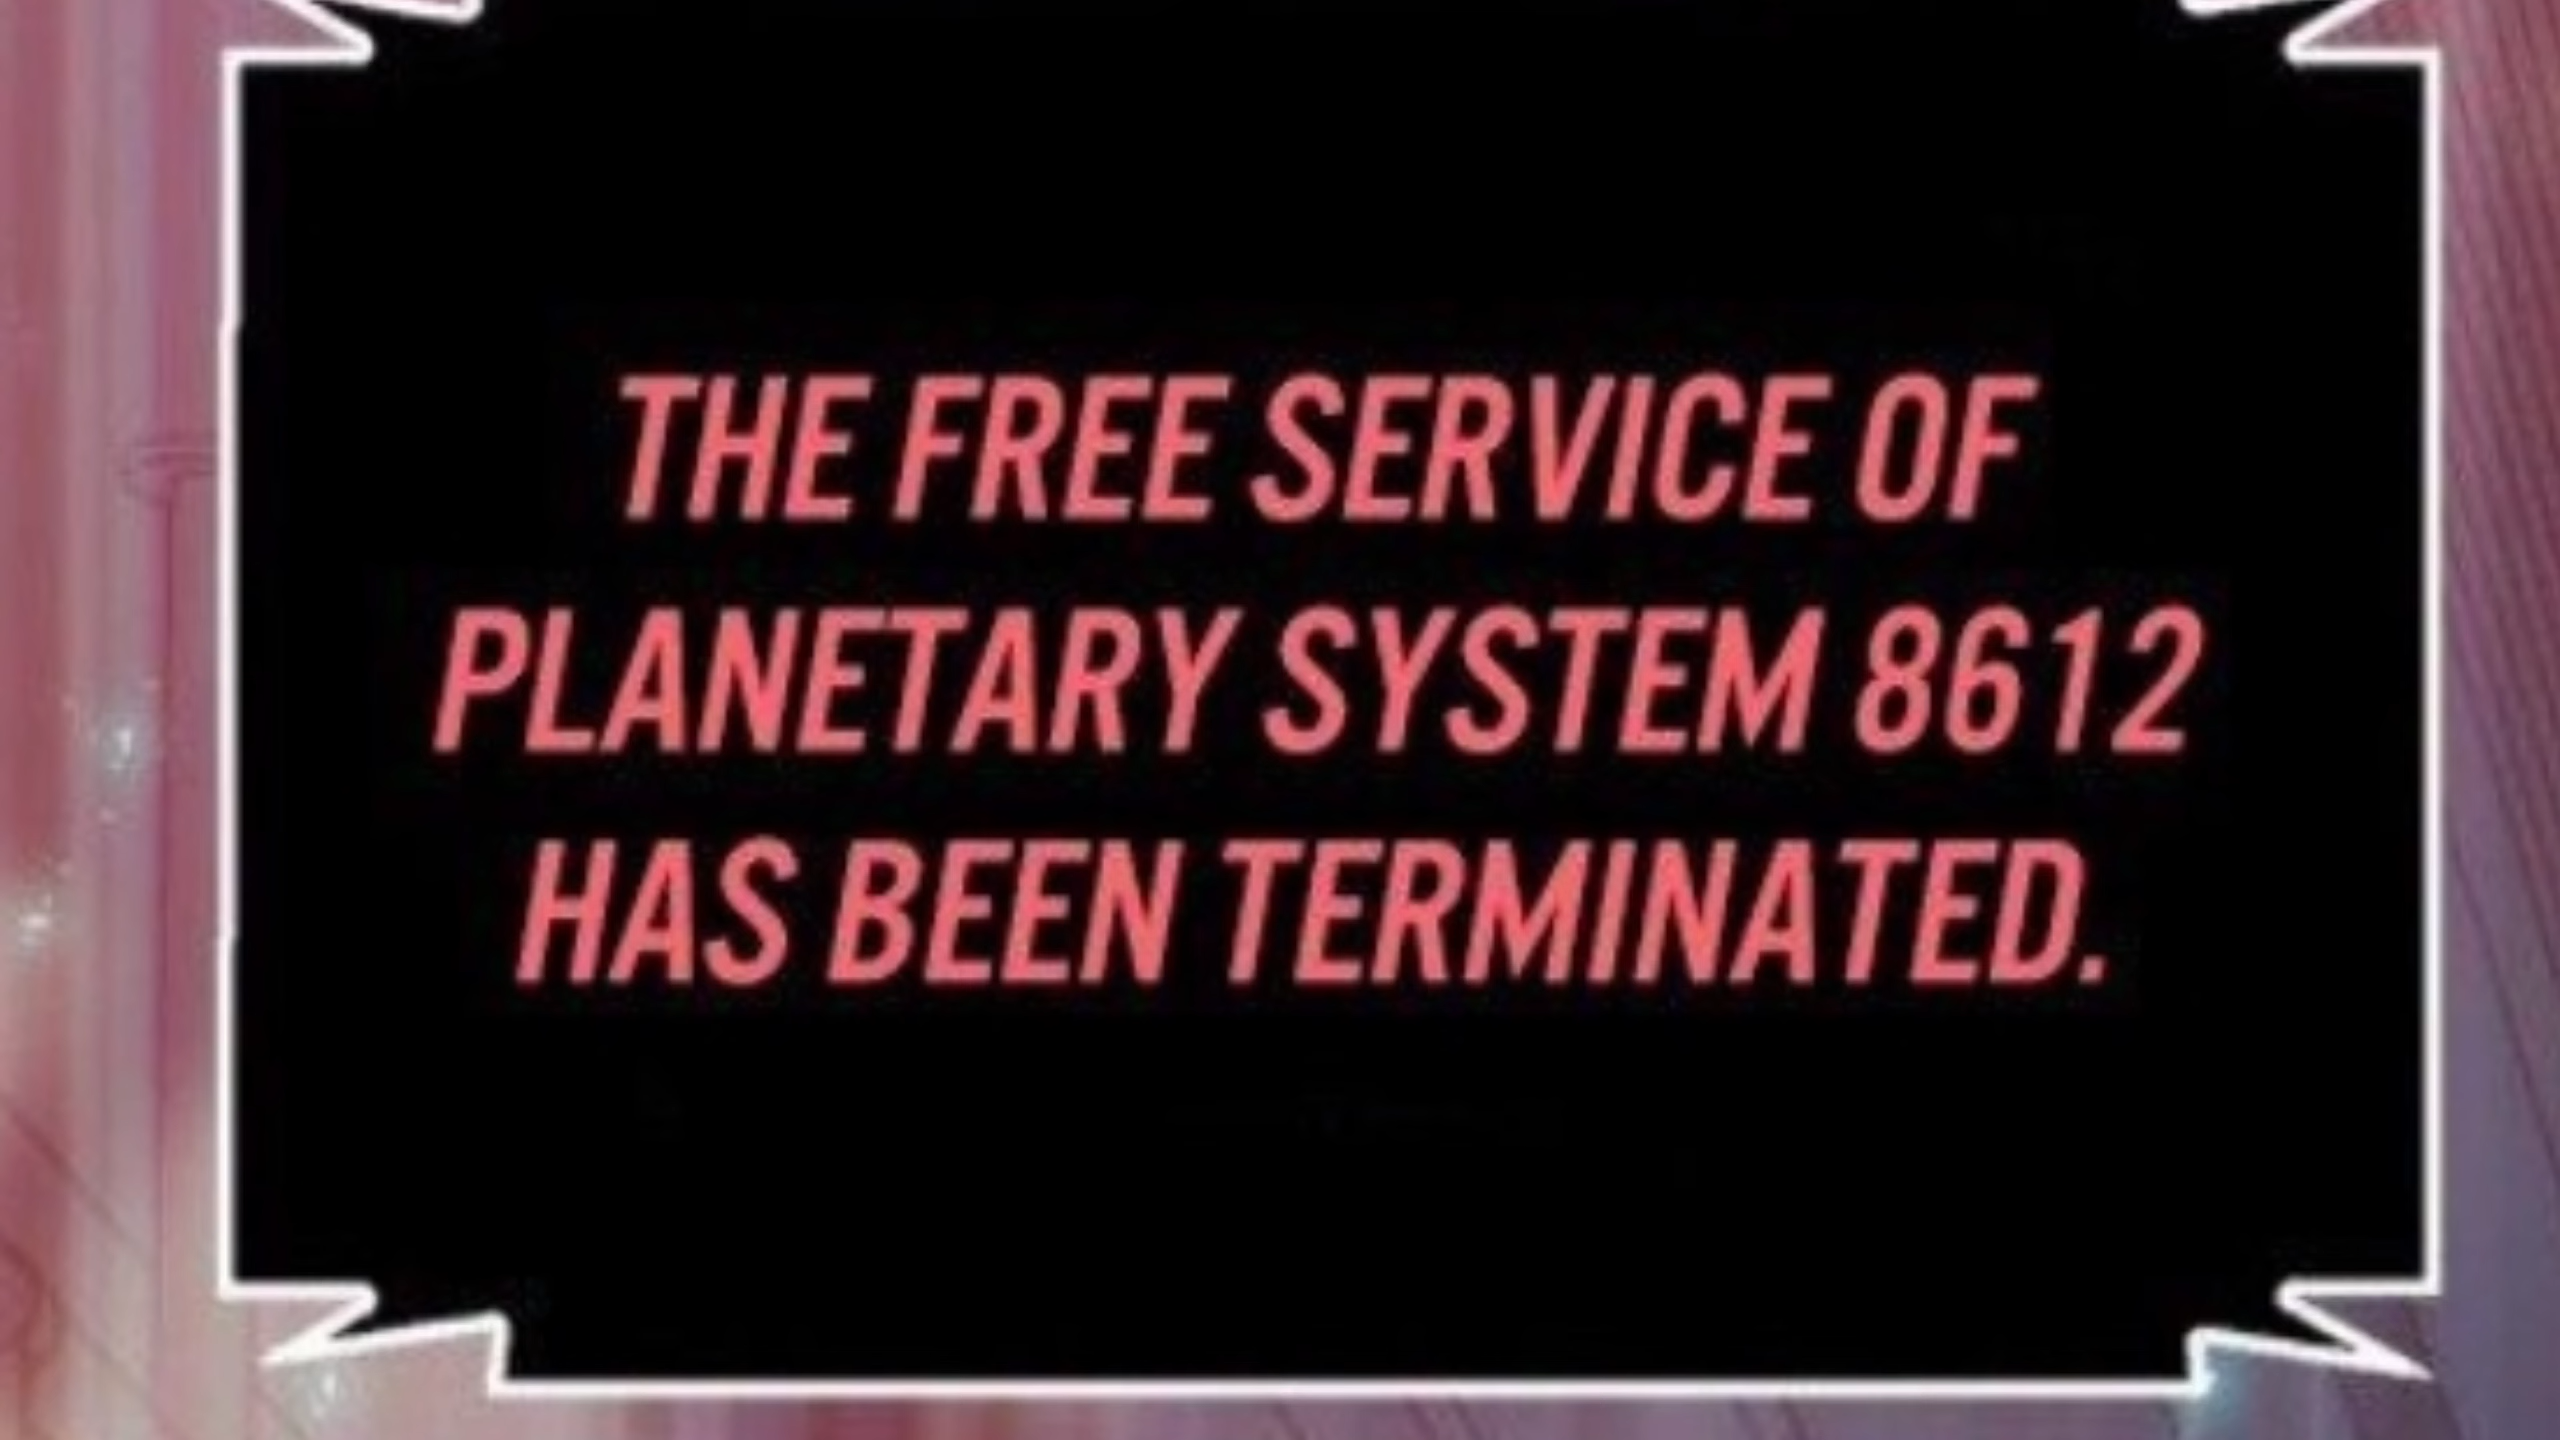 THE FREE SERVICE OF
PLANETARY SYSTEM 8612
HAS BEEN TERMINATED.